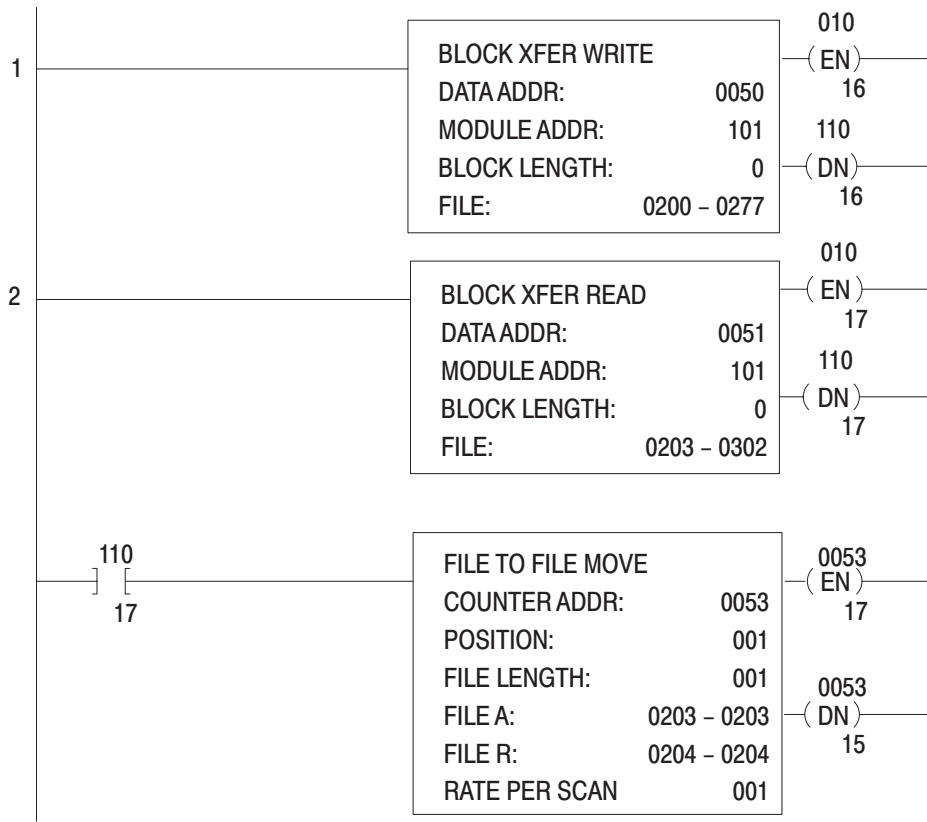 1
BLOCK XFER WRITE
DATA ADDR: 0050
MODULE ADDR: 101
BLOCK LENGTH: 0
FILE: 0200 – 0277
010
EN
16
110
DN
16
2
BLOCK XFER READ
DATA ADDR: 0051
MODULE ADDR: 101
BLOCK LENGTH: 0
FILE: 0203 – 0302
010
EN
17
110
DN
17
110
17
FILE TO FILE MOVE
COUNTER ADDR: 0053
POSITION: 001
FILE LENGTH: 001
FILE A: 0203 – 0203
FILE R: 0204 – 0204
RATE PER SCAN 001
0053
EN
17
0053
DN
15